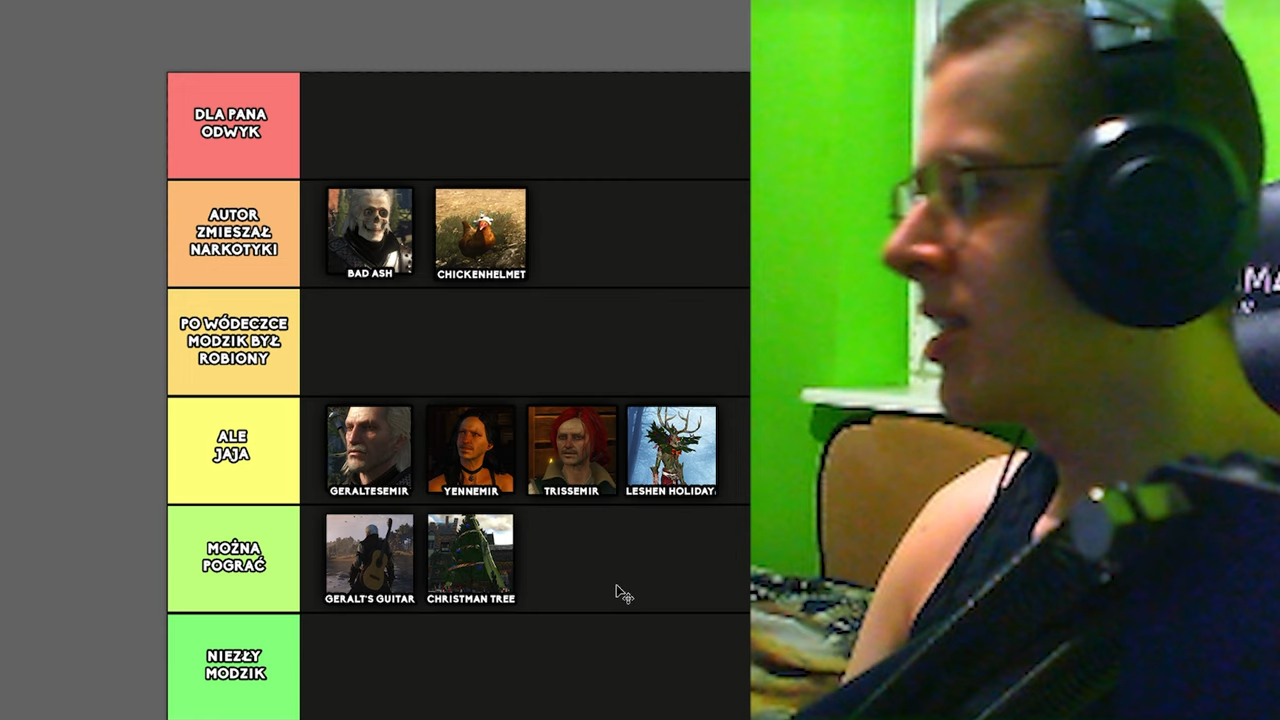 DLA PANA
ODWYK
AUTOR
ZMIESZAŁ
NARKOTYKI
BAD ASH
CHICKENHELMET
PO WÓDECZCE
MODZIK BYŁ
ROBIONY
ALE
JAJA
GERALTESEMIR
YENNEMIR
TRISSEMIR
LESHEN HOLIDAY
MOŻNA
POGRAĆ
GERALT'S GUITAR
CHRISTMAN TREE
NIEZŁY
MODZIK